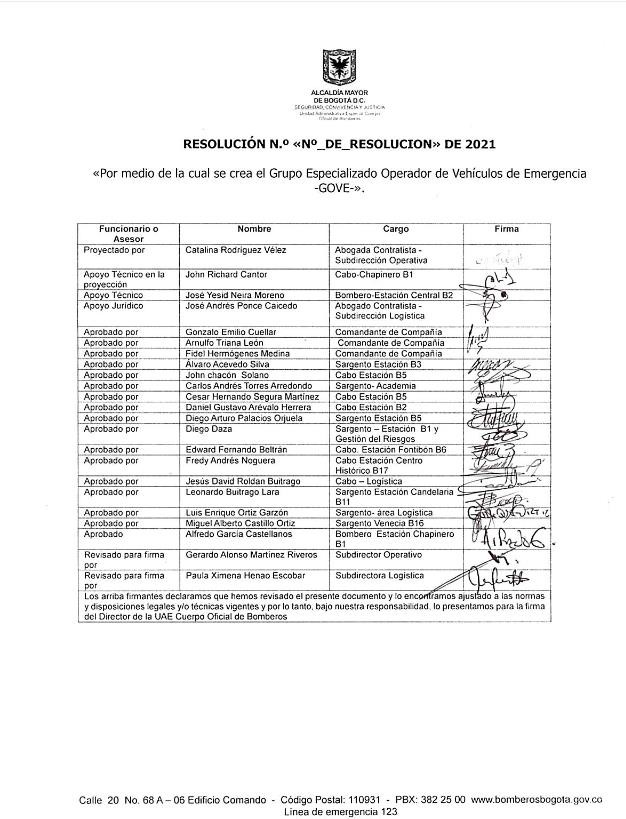 ALCALDÍA MAYOR
DE BOGOTÁ D.C.
SEGURIDAD, CONVIVENCIA Y JUSTICIA
Unidad Administrativa Especial Cuerpo
Oficial de Bomberos
RESOLUCIÓN N.º «Nº_DE_RESOLUCION» DE 2021
«Por medio de la cual se crea el Grupo Especializado Operador de Vehículos de Emergencia
-GOVE-».
Funcionario o Asesor Nombre Cargo Firma
Proyectado por Catalina Rodríguez Vélez Abogada Contratista - Subdirección Operativa
Apoyo Técnico en la proyección John Richard Cantor Cabo-Chapinero B1
Apoyo Técnico José Yesid Neira Moreno Bombero-Estación Central B2
Apoyo Jurídico José Andrés Ponce Caicedo Abogado Contratista - Subdirección Logística
Aprobado por Gonzalo Emilio Cuellar Comandante de Compañía
Aprobado por Arnulfo Triana León Comandante de Compañía
Aprobado por Fidel Hermógenes Medina Comandante de Compañía
Aprobado por Álvaro Acevedo Silva Sargento Estación B3
Aprobado por John chacón Solano Cabo Estación B5
Aprobado por Carlos Andrés Torres Arredondo Sargento- Academia
Aprobado por Cesar Hernando Segura Martínez Cabo Estación B5
Aprobado por Daniel Gustavo Arévalo Herrera Cabo Estación B2
Aprobado por Diego Arturo Palacios Orjuela Sargento Estación B5
Aprobado por Diego Daza Sargento – Estación B1 y Gestión del Riesgos
Aprobado por Edward Fernando Beltrán Cabo. Estación Fontibón B6
Aprobado por Fredy Andrés Noguera Cabo Estación Centro Histórico B17
Aprobado por Jesús David Roldan Buitrago Cabo – Logística
Aprobado por Leonardo Buitrago Lara Sargento Estación Candelaria B11
Aprobado por Luis Enrique Ortiz Garzón Sargento- área Logística
Aprobado por Miguel Alberto Castillo Ortiz Sargento Venecia B16
Aprobado Alfredo García Castellanos Bombero Estación Chapinero B1
Revisado para firma por Gerardo Alonso Martínez Riveros Subdirector Operativo
Revisado para firma por Paula Ximena Henao Escobar Subdirectora Logística
Los arriba firmantes declaramos que hemos revisado el presente documento y lo encontramos ajustado a las normas
y disposiciones legales y/o técnicas vigentes y por lo tanto, bajo nuestra responsabilidad, lo presentamos para la firma
del Director de la UAE Cuerpo Oficial de Bomberos
Calle 20 No. 68 A – 06 Edificio Comando - Código Postal: 110931 - PBX: 382 25 00 www.bomberosbogota.gov.co
Línea de emergencia 123